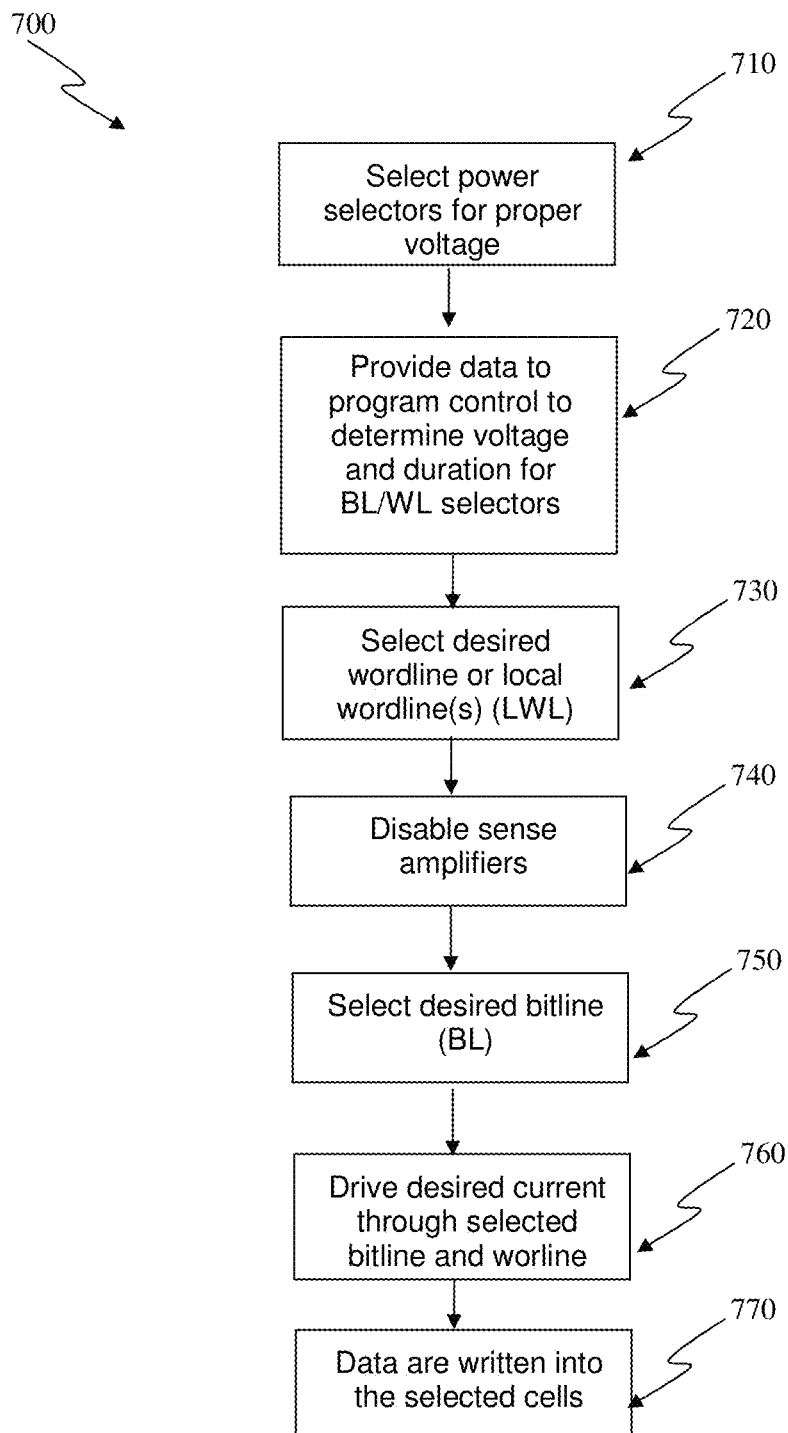 700
710
Select power
selectors for proper
voltage
720
Provide data to
program control to
determine voltage
and duration for
BL/WL selectors
730
Select desired
wordline or local
wordline(s) (LWL)
740
Disable sense
amplifiers
750
Select desired bitline
(BL)
760
Drive desired current
through selected
bitline and worline
770
Data are written into
the selected cells